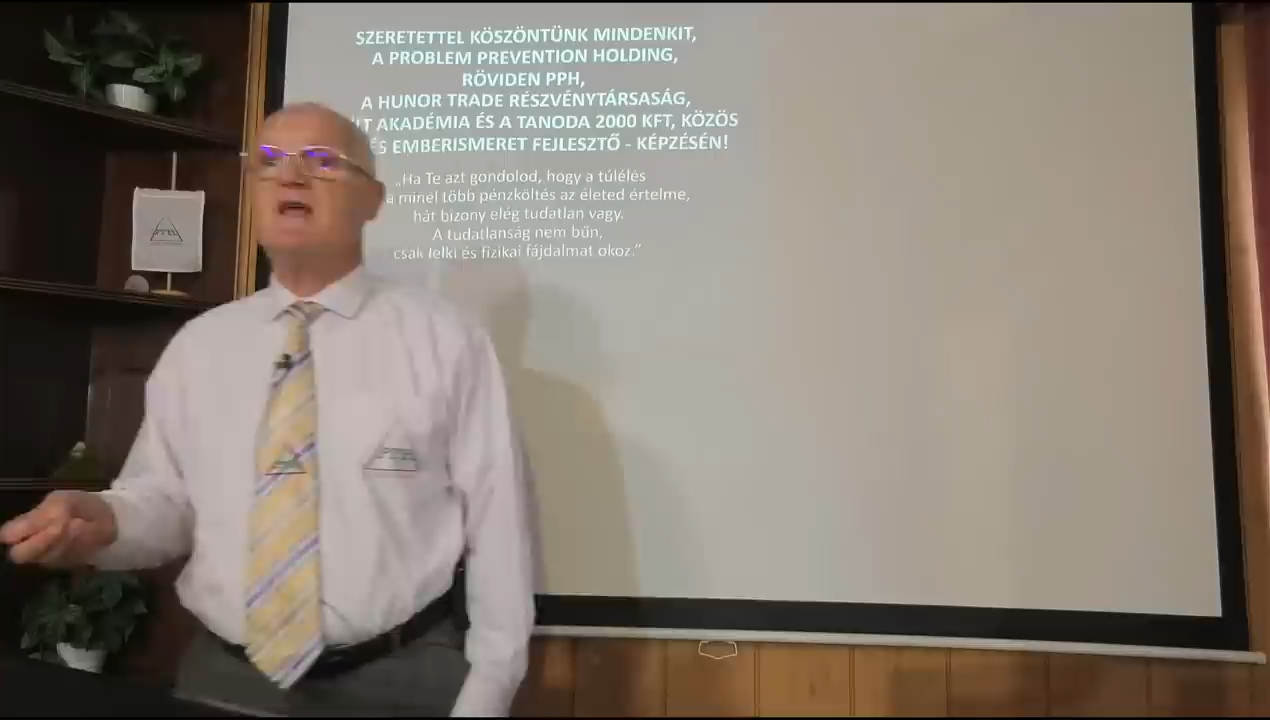 SZERETETTEL KÖSZÖNTÜNK MINDENKIT,
A PROBLEM PREVENTION HOLDING,
RÖVIDEN PPH,
A HUNOR TRADE RÉSZVÉNYTÁRSASÁG,
AKADÉMIA ÉS A TANODA 2000 KFT, KÖZÖS
EMBERISMERET FEJLESZTŐ - KÉPZÉSÉN!
„Ha Te azt gondolod, hogy a túlélés
a minél több pénzköltés az életed értelme,
hát bizony elég tudatlan vagy.
A tudatlanság nem bűn,
csak lelki és fizikai fájdalmat okoz.”